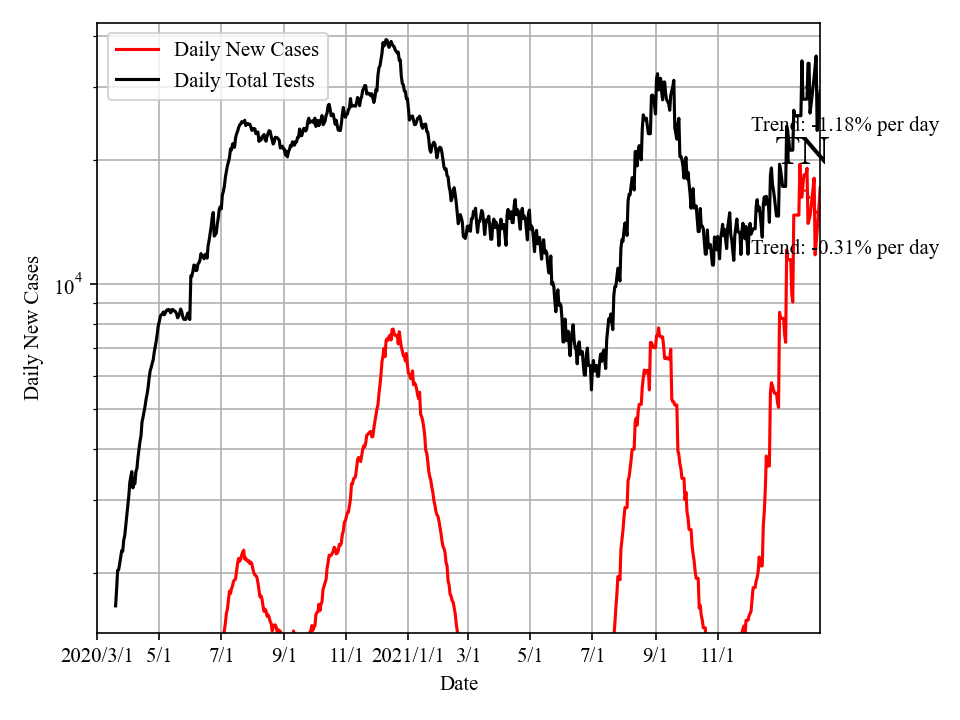 Daily New Cases
Daily Total Tests
Trend: -1.18% per day
TN
Trend: -0.31% per day
10^4
Daily New Cases
2020/3/1 5/1 7/1 9/1 11/1 2021/1/1 3/1 5/1 7/1 9/1 11/1
Date